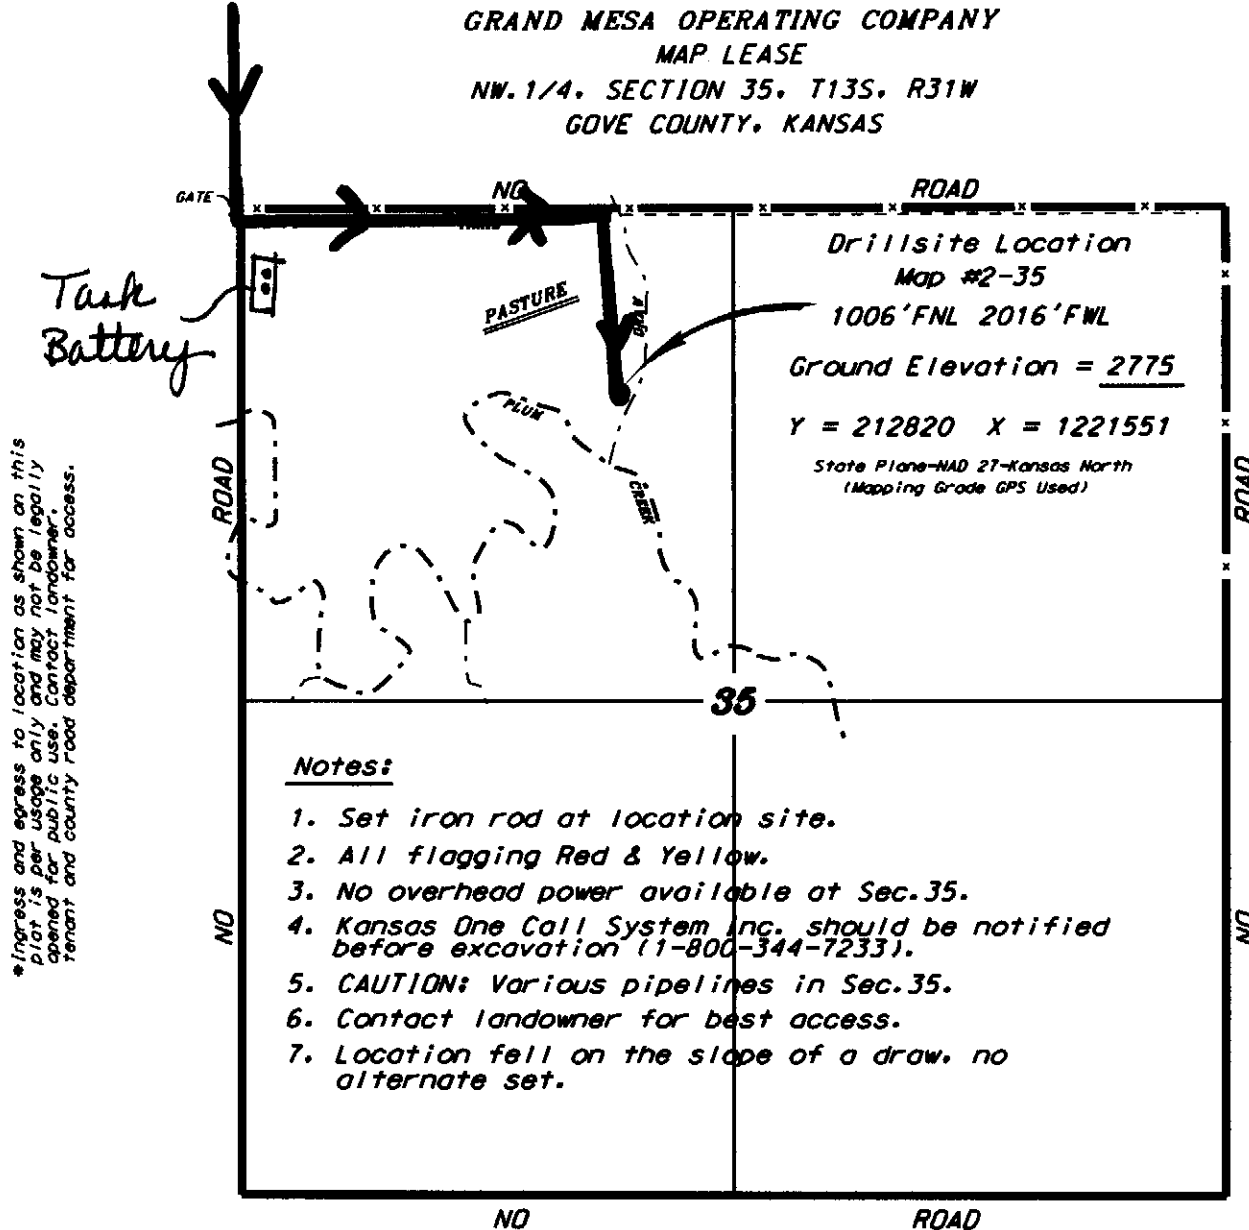 GRAND MESA OPERATING COMPANY
MAP LEASE
NW.1/4. SECTION 35. T13S. R31W
GOVE COUNTY. KANSAS
GATE
NO ROAD
Tank
Battery
PASTURE
DRAW
Drillsite Location
Map #2-35
1006'FNL 2016'FWL
Ground Elevation = 2775
Y = 212820 X = 1221551
State Plane-NAD 27-Kansas North
(Mapping Grade GPS Used)
PLUM
CREEK
NO ROAD
NO ROAD
*Ingress and egress to location as shown on this
plat is per usage only and may not be legally
opened for public use. Contact landowner,
tenant and county road department for access.
35
Notes:
1. Set iron rod at location site.
2. All flagging Red & Yellow.
3. No overhead power available at Sec.35.
4. Kansas One Call System Inc. should be notified
before excavation (1-800-344-7233).
5. CAUTION: Various pipelines in Sec.35.
6. Contact landowner for best access.
7. Location fell on the slope of a draw. no
alternate set.
NO ROAD